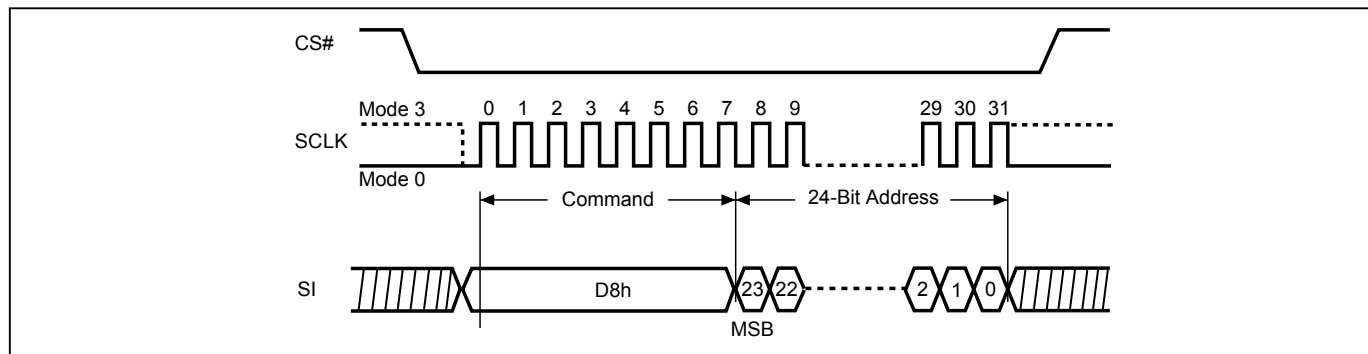 CS#
Mode 3
0 1 2 3 4 5 6 7 8 9 29 30 31
SCLK
Mode 0
Command 24-Bit Address
SI D8h 23 22 2 1 0
MSB